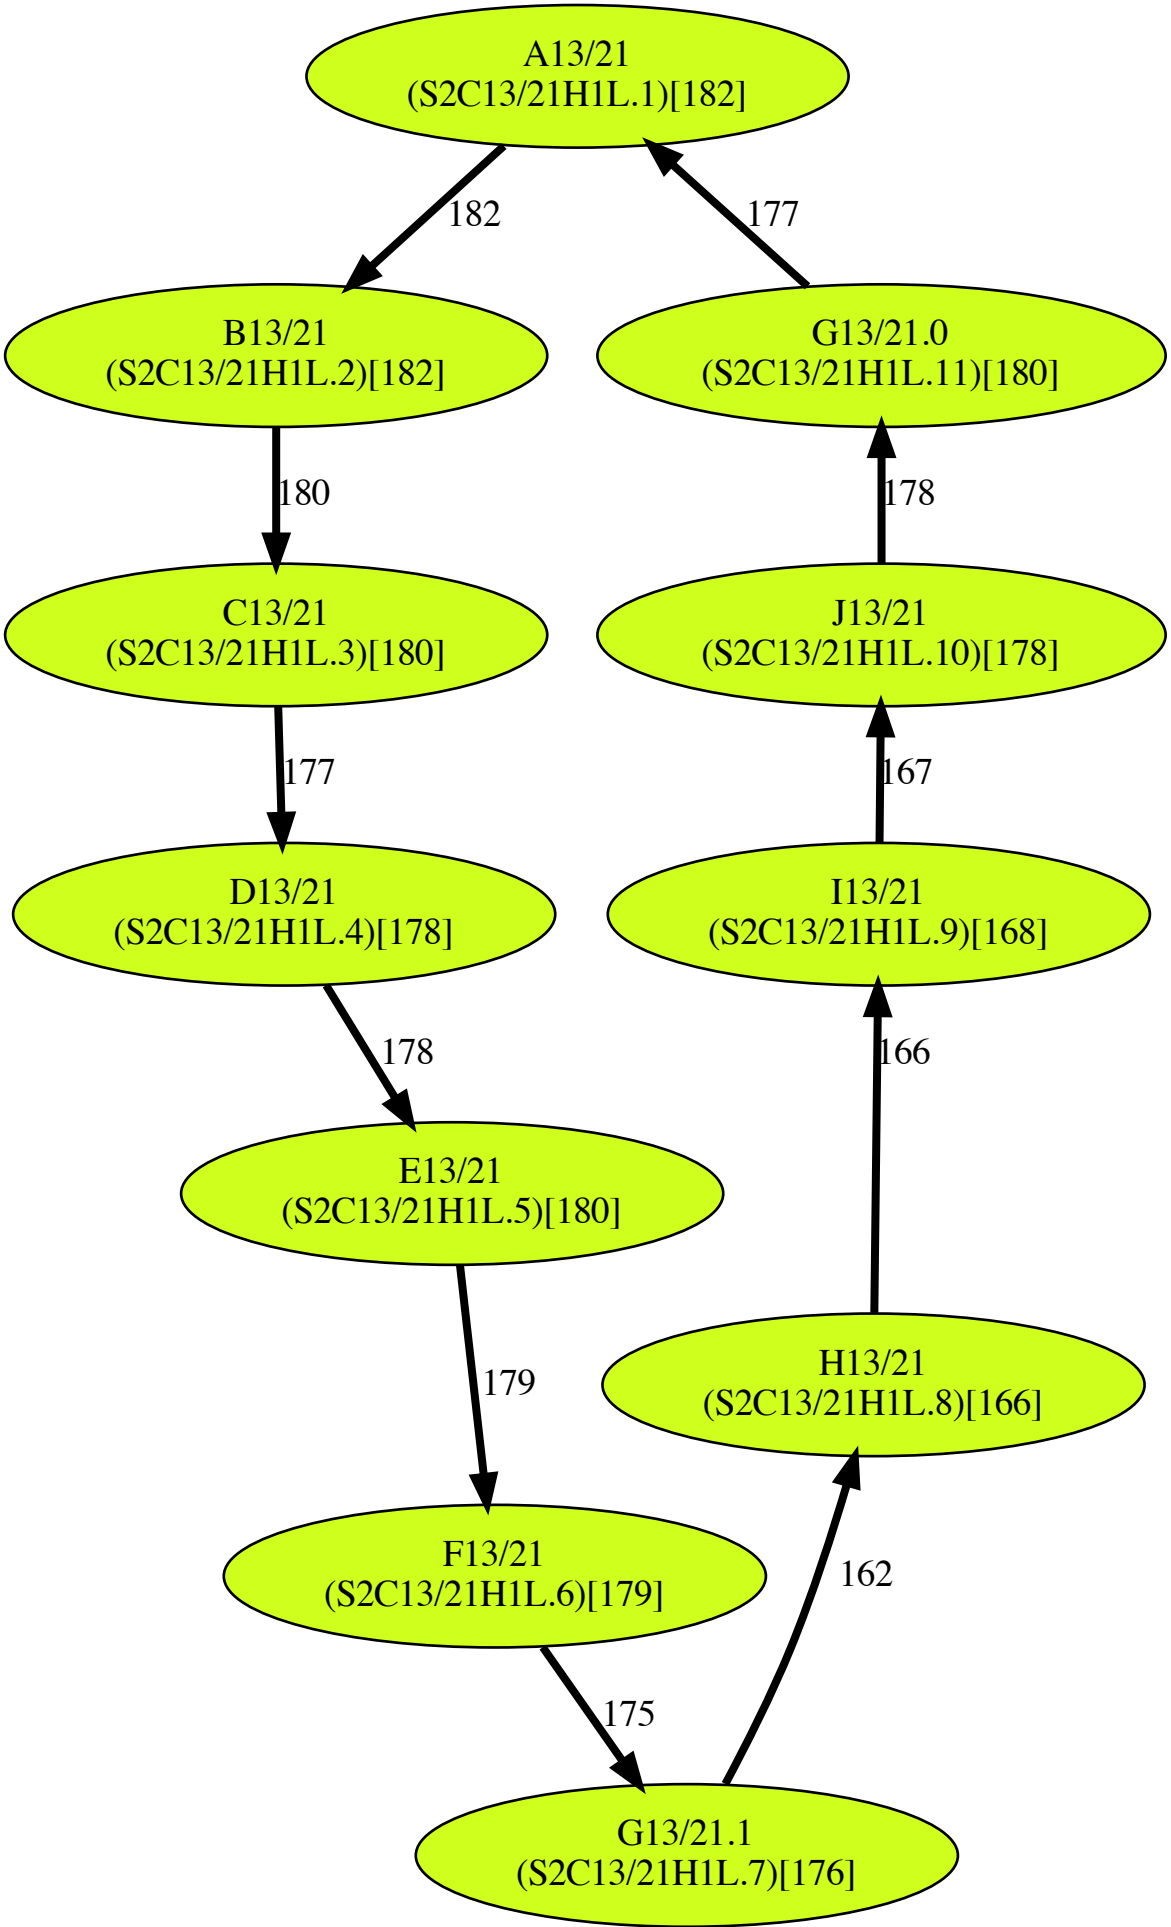 A13/21
(S2C13/21H1L.1)[182]
182
177
B13/21
(S2C13/21H1L.2)[182]
G13/21.0
(S2C13/21H1L.11)[180]
180
178
C13/21
(S2C13/21H1L.3)[180]
J13/21
(S2C13/21H1L.10)[178]
177
167
D13/21
(S2C13/21H1L.4)[178]
I13/21
(S2C13/21H1L.9)[168]
178
166
E13/21
(S2C13/21H1L.5)[180]
179
H13/21
(S2C13/21H1L.8)[166]
F13/21
(S2C13/21H1L.6)[179]
162
175
G13/21.1
(S2C13/21H1L.7)[176]